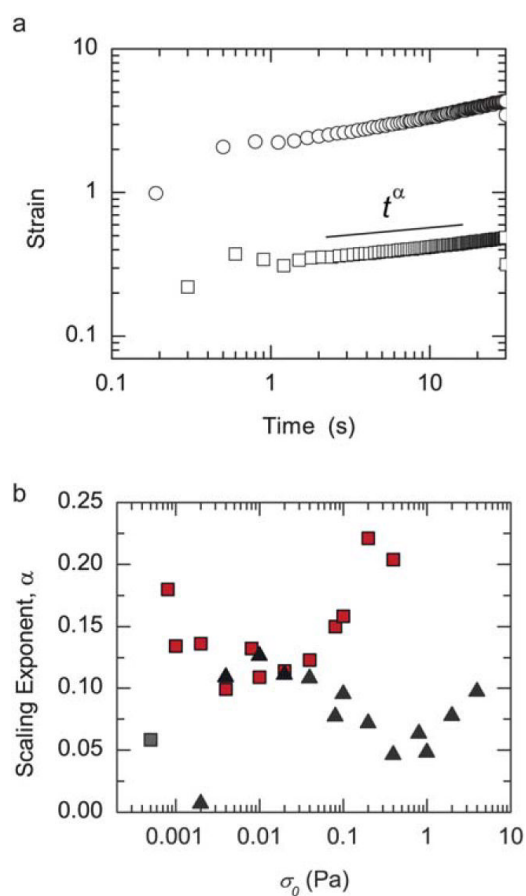 a
10
1
0.1
Strain
t^α
0.1
1
10
Time (s)
b
0.25
0.20
0.15
0.10
0.05
0.00
Scaling Exponent, α
0.001
0.01
0.1
1
10
σ₀ (Pa)